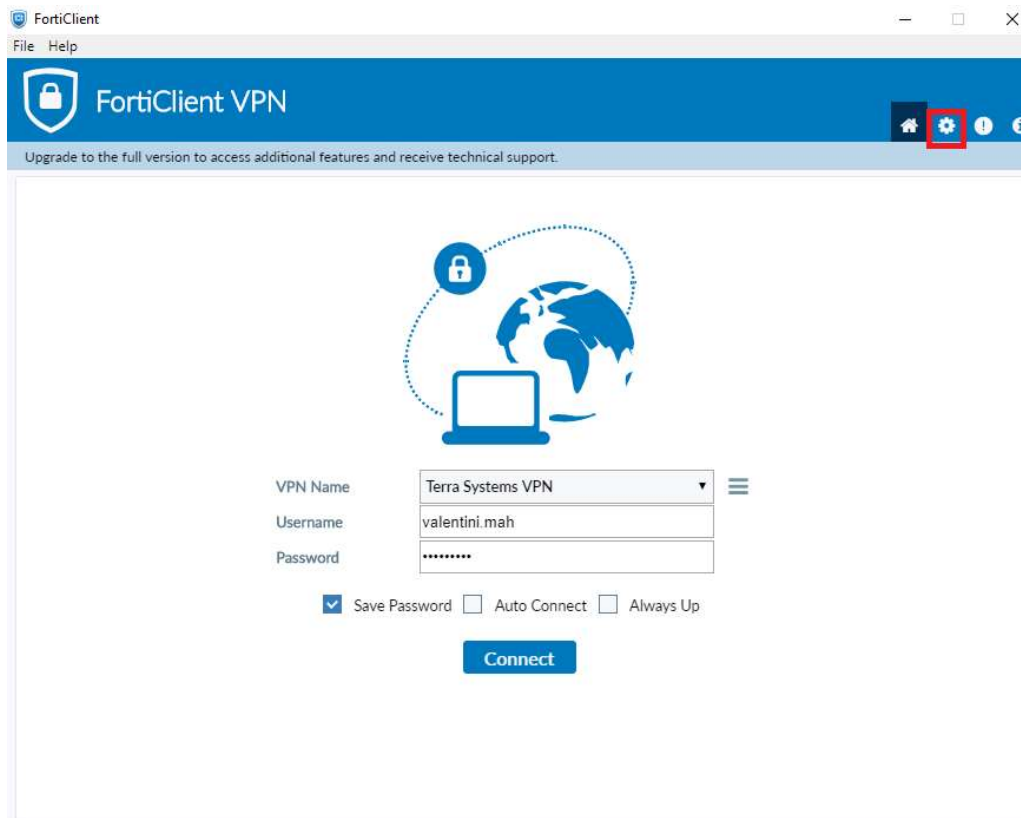 FortiClient
File Help
FortiClient VPN
Upgrade to the full version to access additional features and receive technical support.
VPN Name Terra Systems VPN
Username valentini.mah
Password •••••••••
Save Password Auto Connect Always Up
Connect